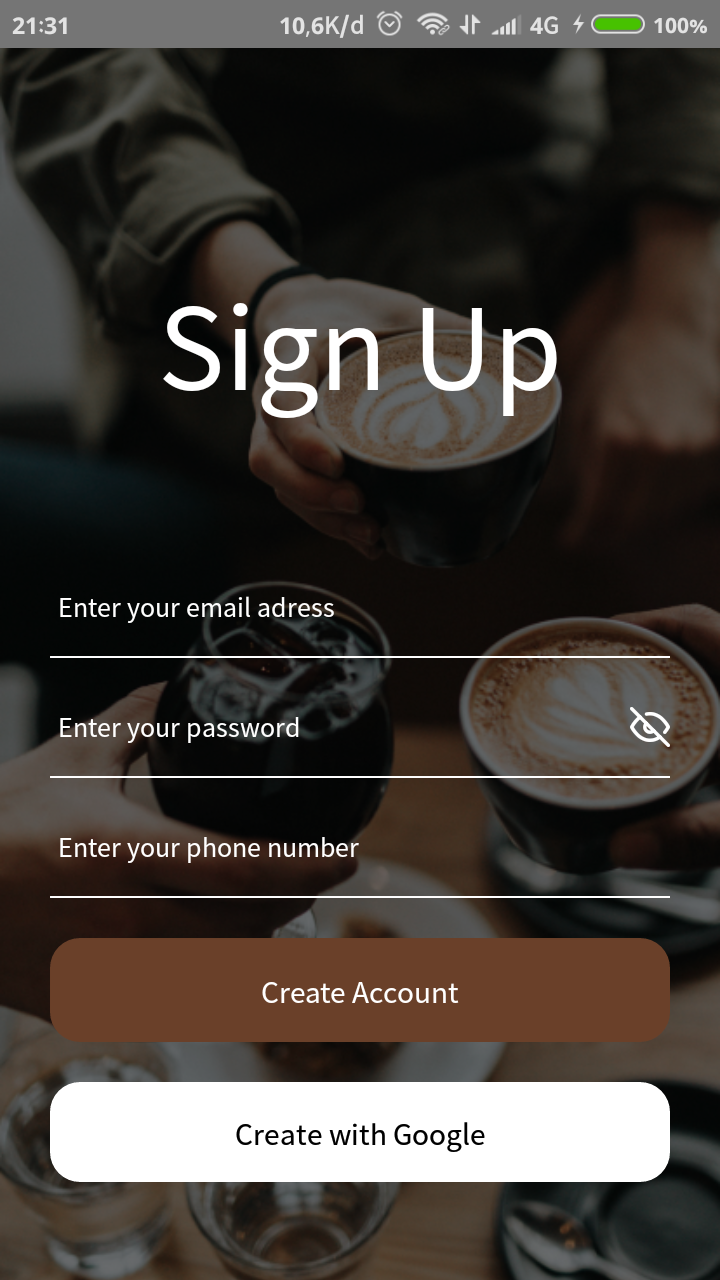 21:31 10,6K/d 4G 100%
Sign Up
Enter your email adress
Enter your password
Enter your phone number
Create Account
Create with Google